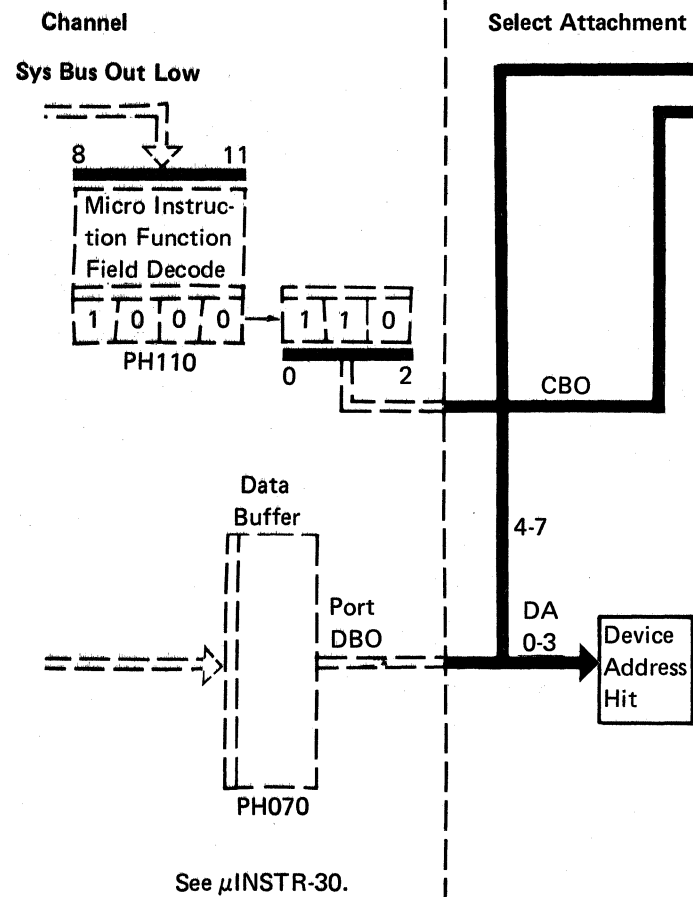 Channel
Select Attachment
Sys Bus Out Low
8 11
Micro Instruc-
tion Function
Field Decode
1 0 0 0
1 1 0
PH110
0 2
CBO
Data
Buffer
4-7
Port
DBO
DA
0-3
Device
Address
Hit
PH070
See μINSTR-30.